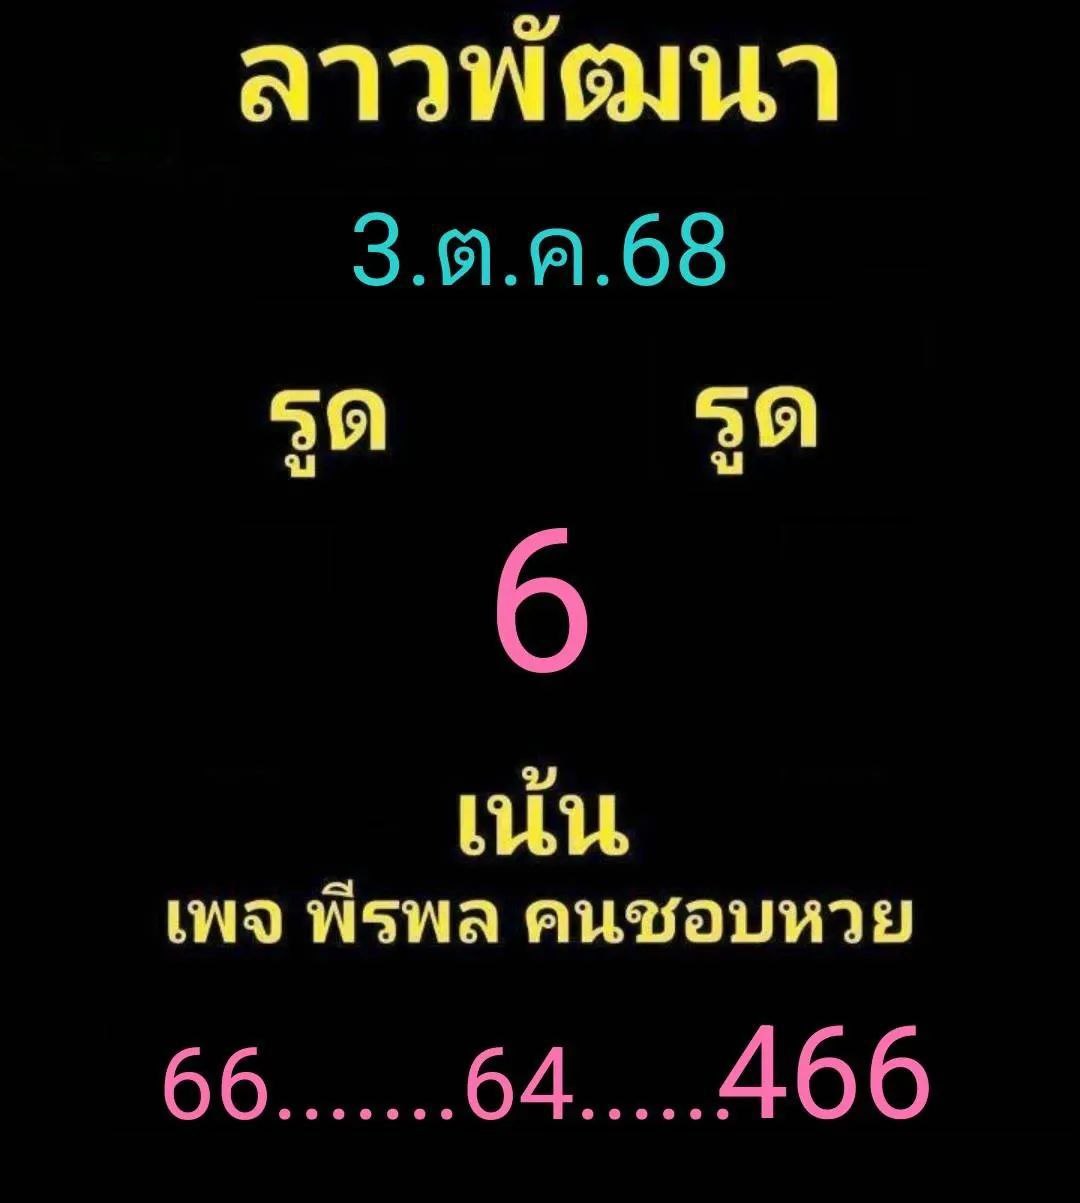 ลาวพัฒนา
3.ต.ค.68
รูด รูด
6
เน้น
เพจ พีรพล คนชอบหวย
66.......64......466